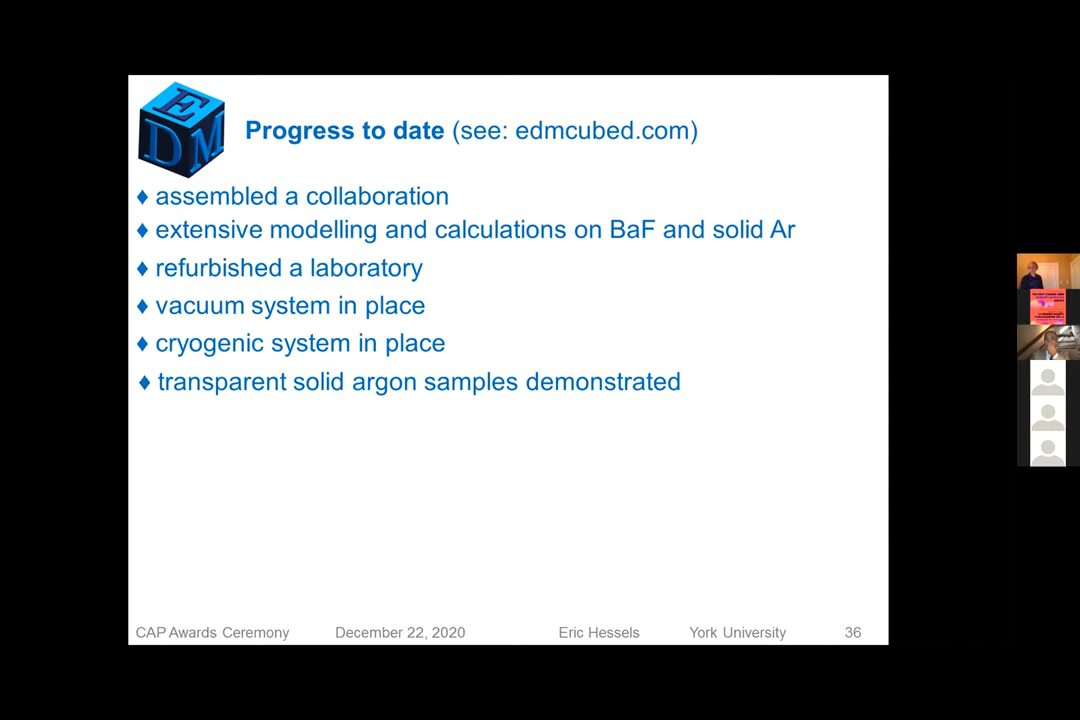 E
D M
Progress to date (see: edmcubed.com)
♦ assembled a collaboration
♦ extensive modelling and calculations on BaF and solid Ar
♦ refurbished a laboratory
♦ vacuum system in place
♦ cryogenic system in place
♦ transparent solid argon samples demonstrated
CAP Awards Ceremony December 22, 2020 Eric Hessels York University 36